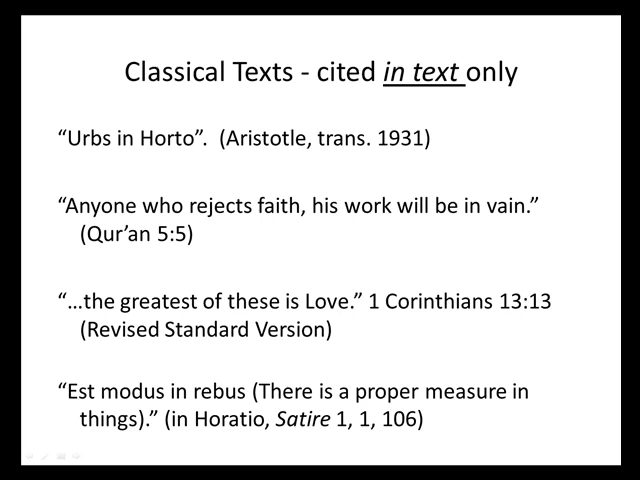 Classical Texts - cited in text only
“Urbs in Horto”.  (Aristotle, trans. 1931)
“Anyone who rejects faith, his work will be in vain.”
(Qur’an 5:5)
“…the greatest of these is Love.” 1 Corinthians 13:13
(Revised Standard Version)
“Est modus in rebus (There is a proper measure in
things).” (in Horatio, Satire 1, 1, 106)